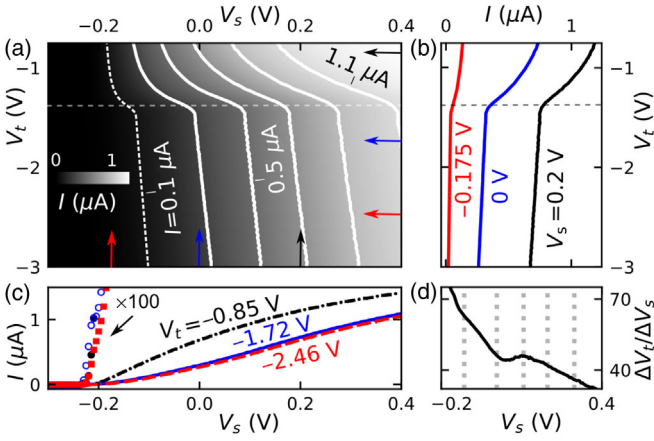 V_s (V)
−0.2 0.0 0.2 0.4
I (μA)
0 1
(a)
(b)
V_t (V)
−1
−2
−3
1.1 μA
I=0.1 μA
0.5 μA
0 1
I (μA)
−0.175 V
0 V
V_s=0.2 V
−1
−2
−3
V_t (V)
(c)
×100
V_t=−0.85 V
−1.72 V
−2.46 V
I (μA)
1
0
−0.2 0.0 0.2 0.4
V_s (V)
(d)
70
40
ΔV_t/ΔV_s
−0.2 0.4
V_s (V)